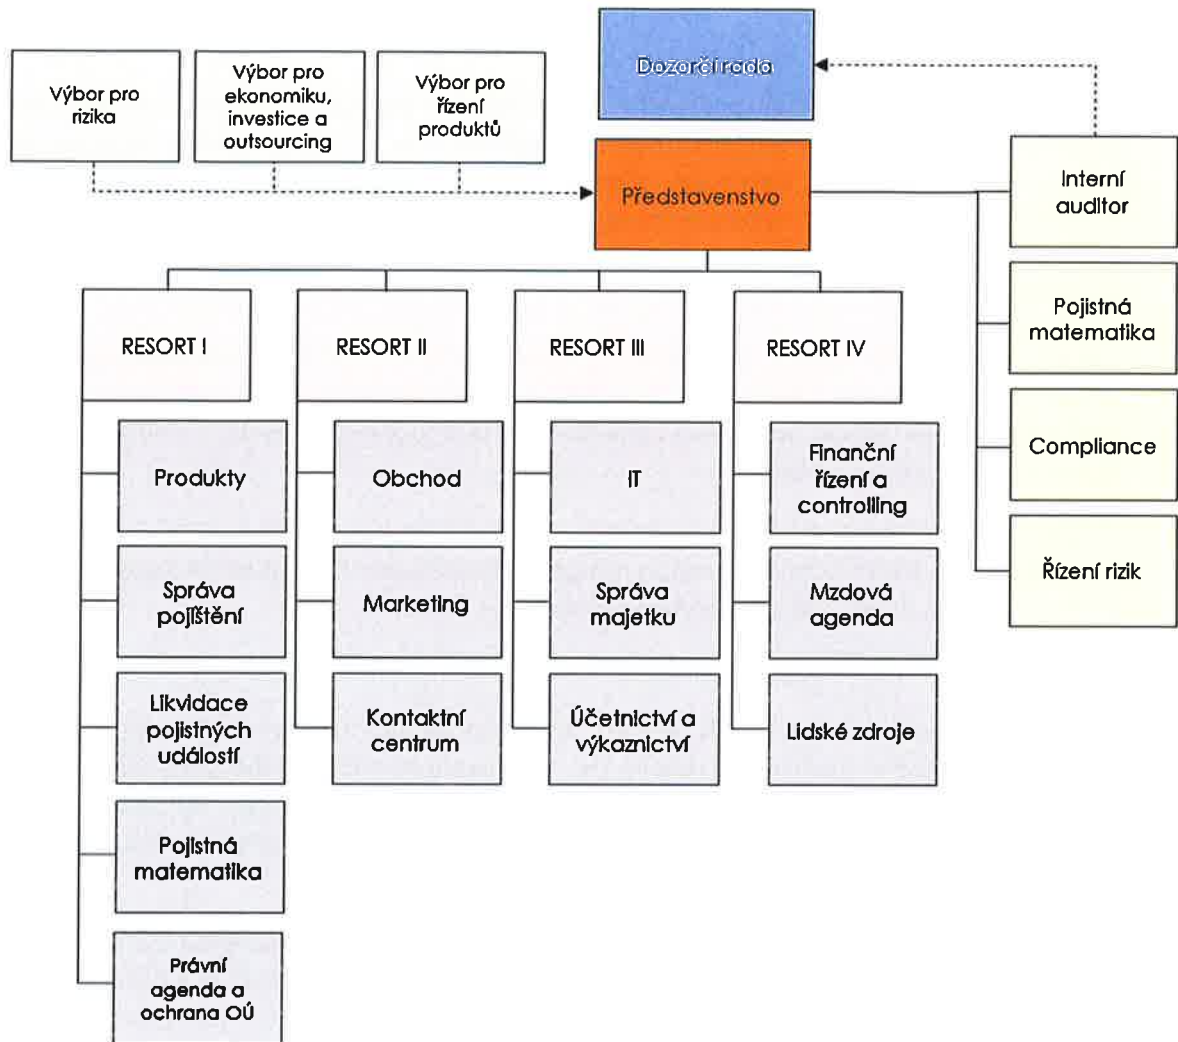 Výbor pro
rizika
Výbor pro
ekonomiku,
investice a
outsourcing
Výbor pro
řízení
produktů
Dozorčí rada
Představenstvo
Interní
auditor
Pojistná
matematika
Compliance
Řízení rizik
RESORT I
RESORT II
RESORT III
RESORT IV
Produkty
Správa
pojištění
Likvidace
pojistných
událostí
Pojistná
matematika
Právní
agenda a
ochrana OÚ
Obchod
Marketing
Kontaktní
centrum
IT
Správa
majetku
Účetnictví a
výkaznictví
Finanční
řízení a
controlling
Mzdová
agenda
Lidské zdroje